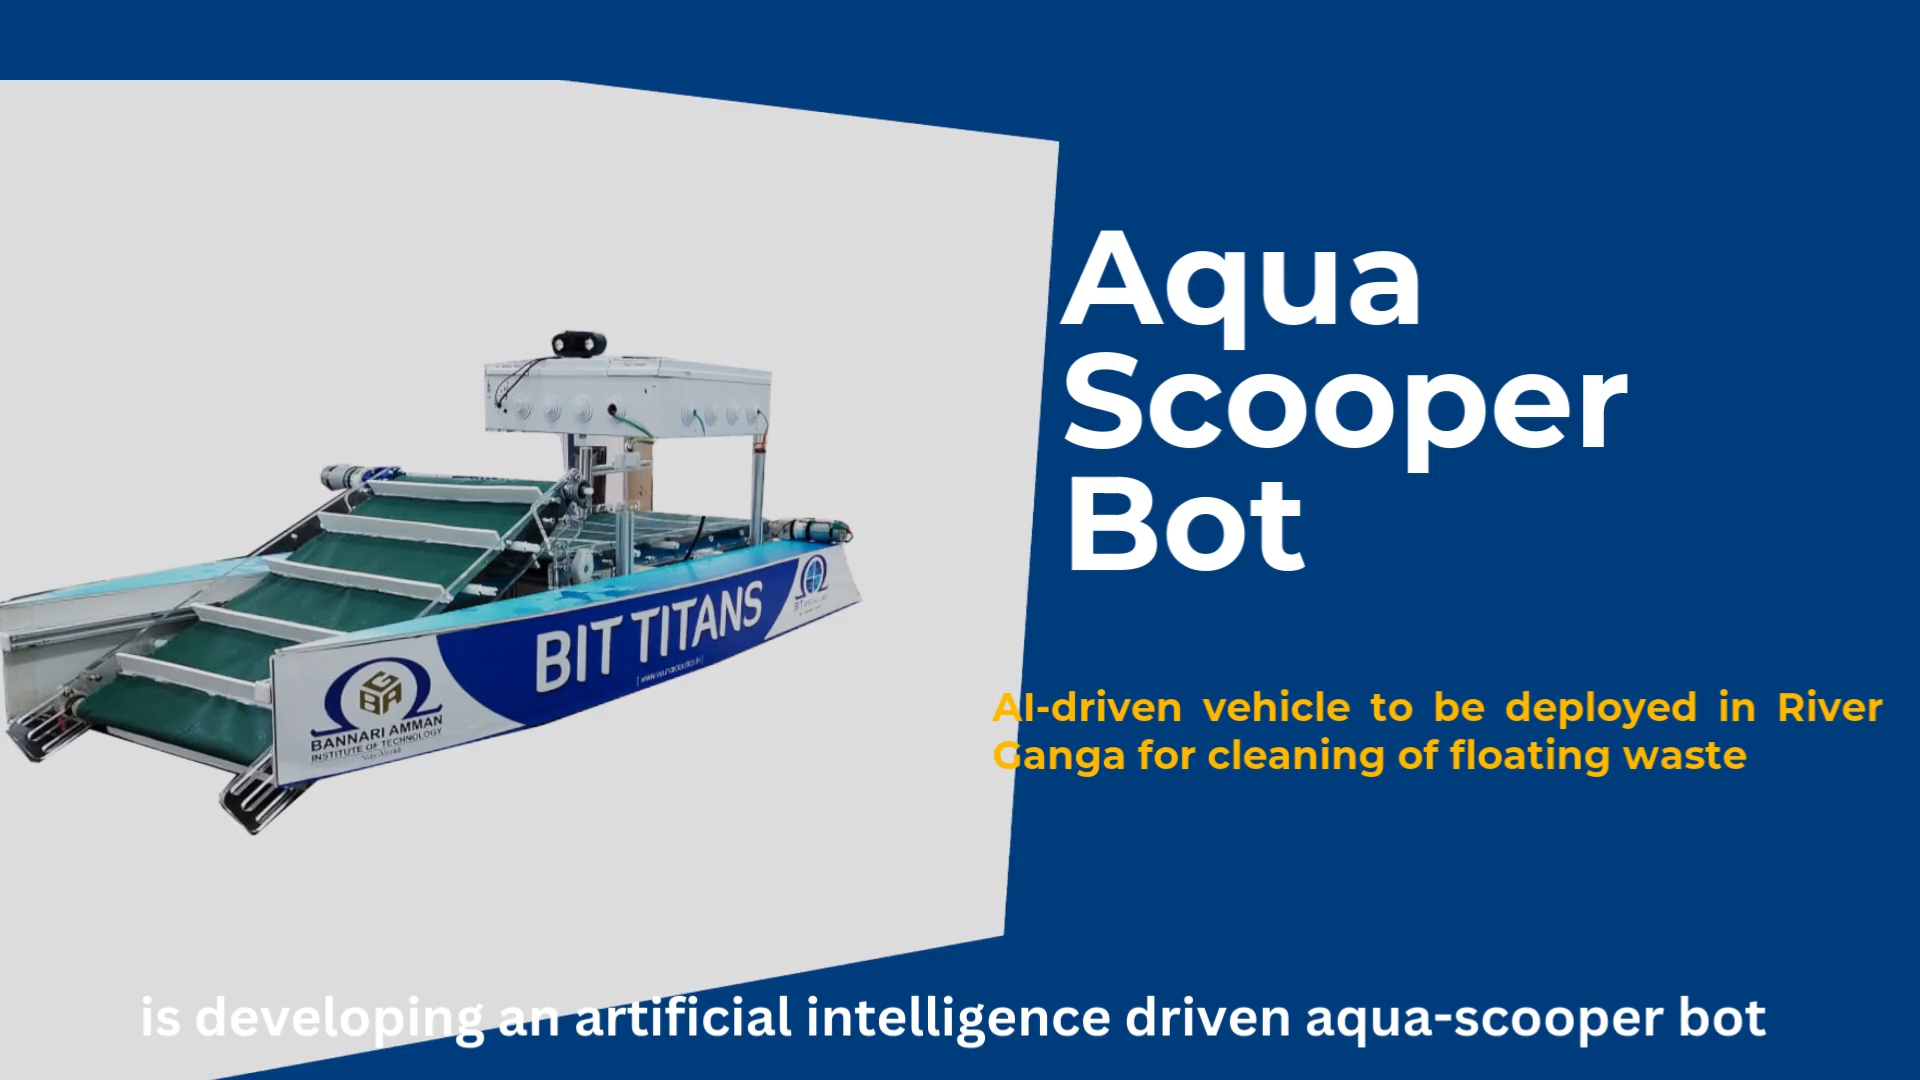 Aqua
Scooper
Bot
BIT TITANS
GBA
BANNARI AMMAN
INSTITUTE OF TECHNOLOGY
AI-driven vehicle to be deployed in River
Ganga for cleaning of floating waste
is developing an artificial intelligence driven aqua-scooper bot